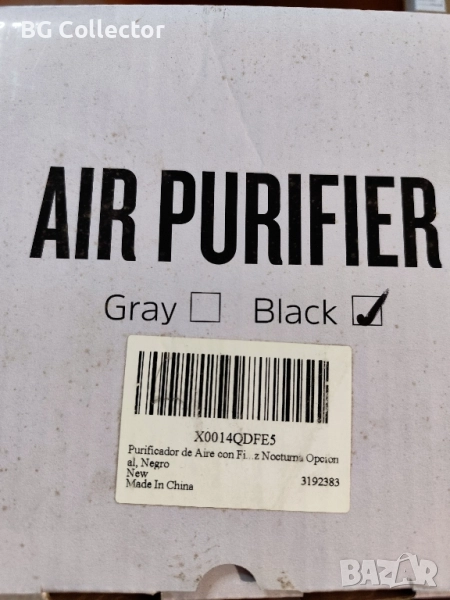 BG Collector
AIR PURIFIER
Gray Black
X0014QDFE5
Purificador de Aire con Fi...z Nocturna Opcion
al, Negro
New
Made In China 3192383
BAZAR